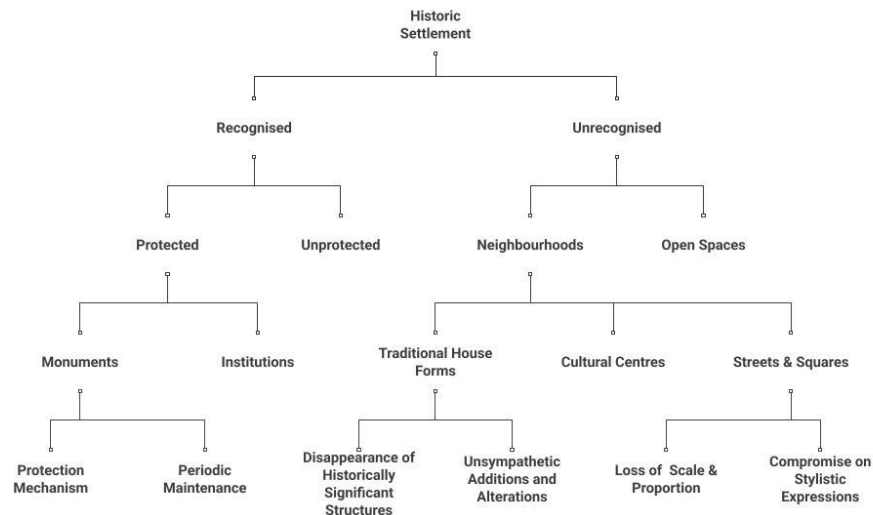 Historic
Settlement
Recognised
Unrecognised
Protected
Unprotected
Neighbourhoods
Open Spaces
Monuments
Institutions
Traditional House
Forms
Cultural Centres
Streets & Squares
Protection
Mechanism
Periodic
Maintenance
Disappearance of
Historically
Significant
Structures
Unsympathetic
Additions and
Alterations
Loss of Scale &
Proportion
Compromise on
Stylistic
Expressions